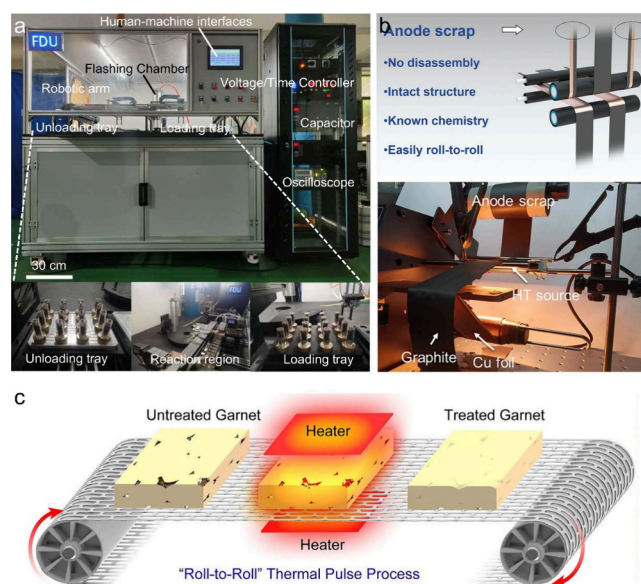 a
FDU
Human-machine interfaces
Flashing Chamber
Robotic arm
Voltage/Time Controller
Unloading tray
Loading tray
Capacitor
Oscilloscope
30 cm
FDU
Unloading tray
Reaction region
Loading tray
b
Anode scrap
•No disassembly
•Intact structure
•Known chemistry
•Easily roll-to-roll
Anode scrap
HT source
Graphite
Cu foil
c
Untreated Garnet
Heater
Treated Garnet
Heater
"Roll-to-Roll" Thermal Pulse Process